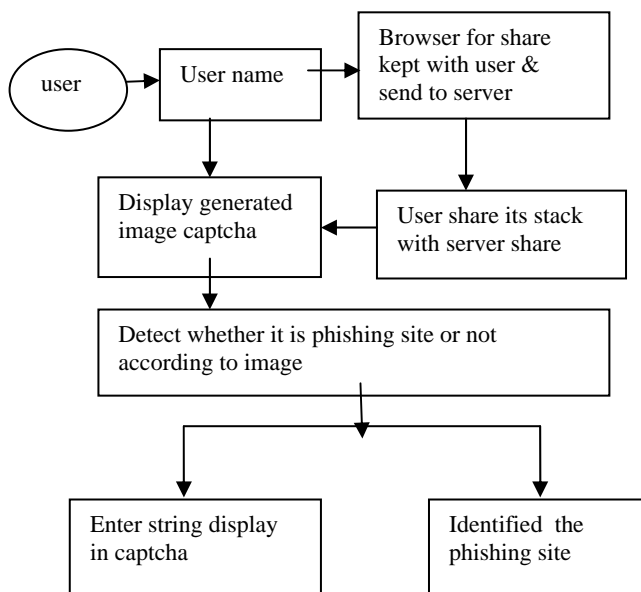 user
User name
Browser for share
kept with user &
send to server
Display generated
image captcha
User share its stack
with server share
Detect whether it is phishing site or not
according to image
Enter string display
in captcha
Identified the
phishing site